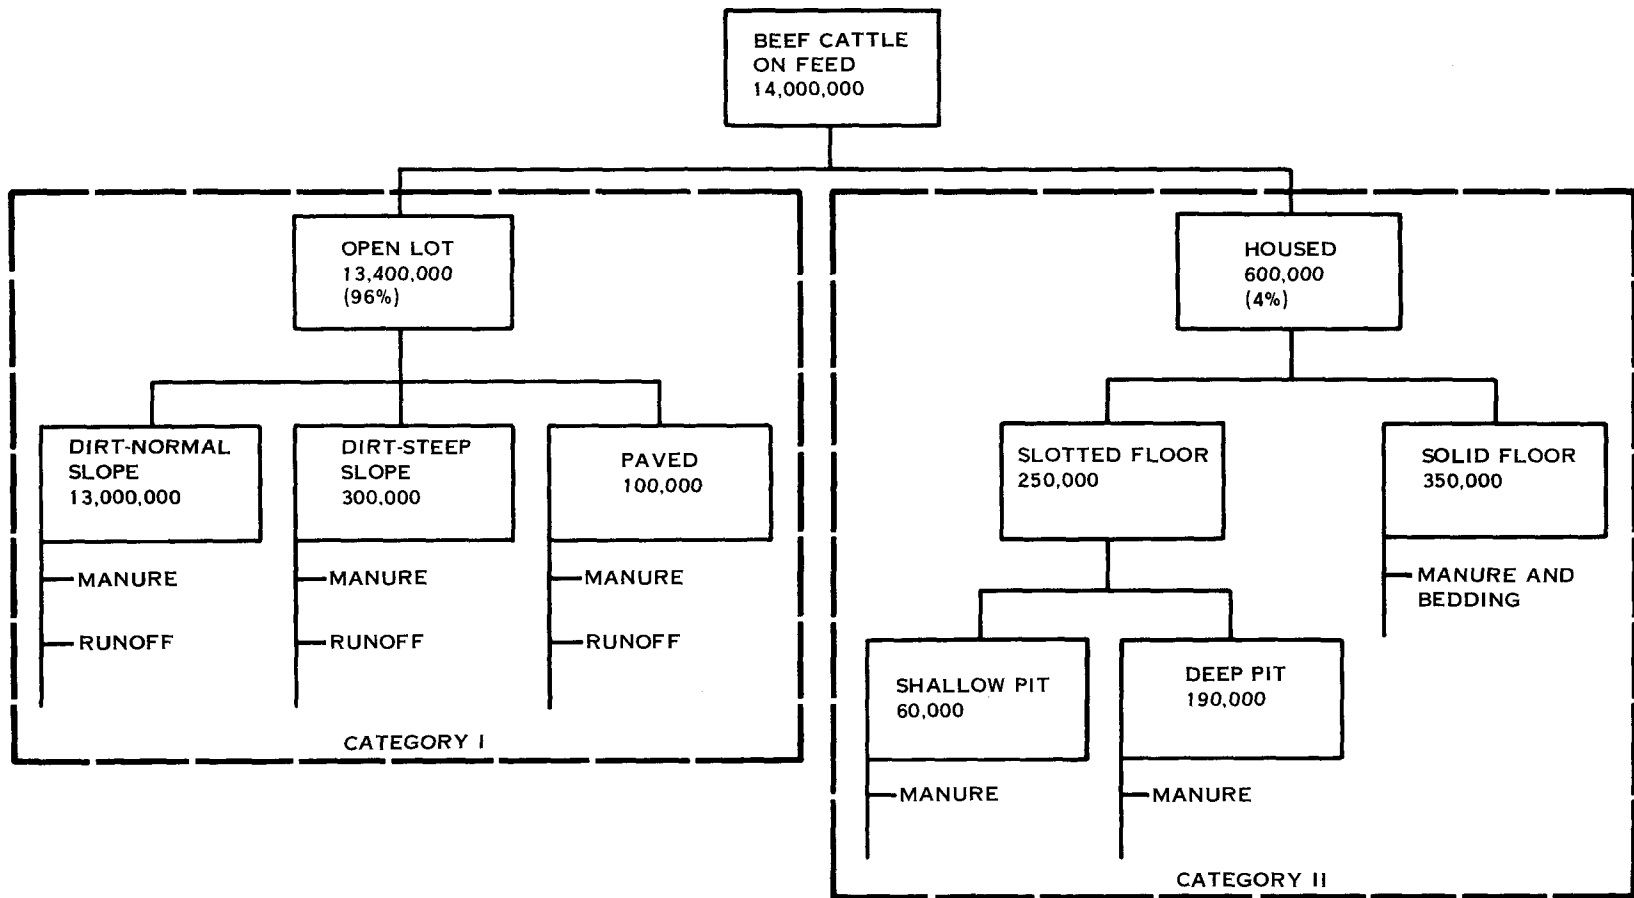 BEEF CATTLE
ON FEED
14,000,000
OPEN LOT
13,400,000
(96%)
HOUSED
600,000
(4%)
DIRT-NORMAL
SLOPE
13,000,000
DIRT-STEEP
SLOPE
300,000
PAVED
100,000
SLOTTED FLOOR
250,000
SOLID FLOOR
350,000
MANURE
RUNOFF
MANURE
RUNOFF
MANURE
RUNOFF
MANURE AND
BEDDING
SHALLOW PIT
60,000
DEEP PIT
190,000
MANURE
MANURE
CATEGORY I
CATEGORY II